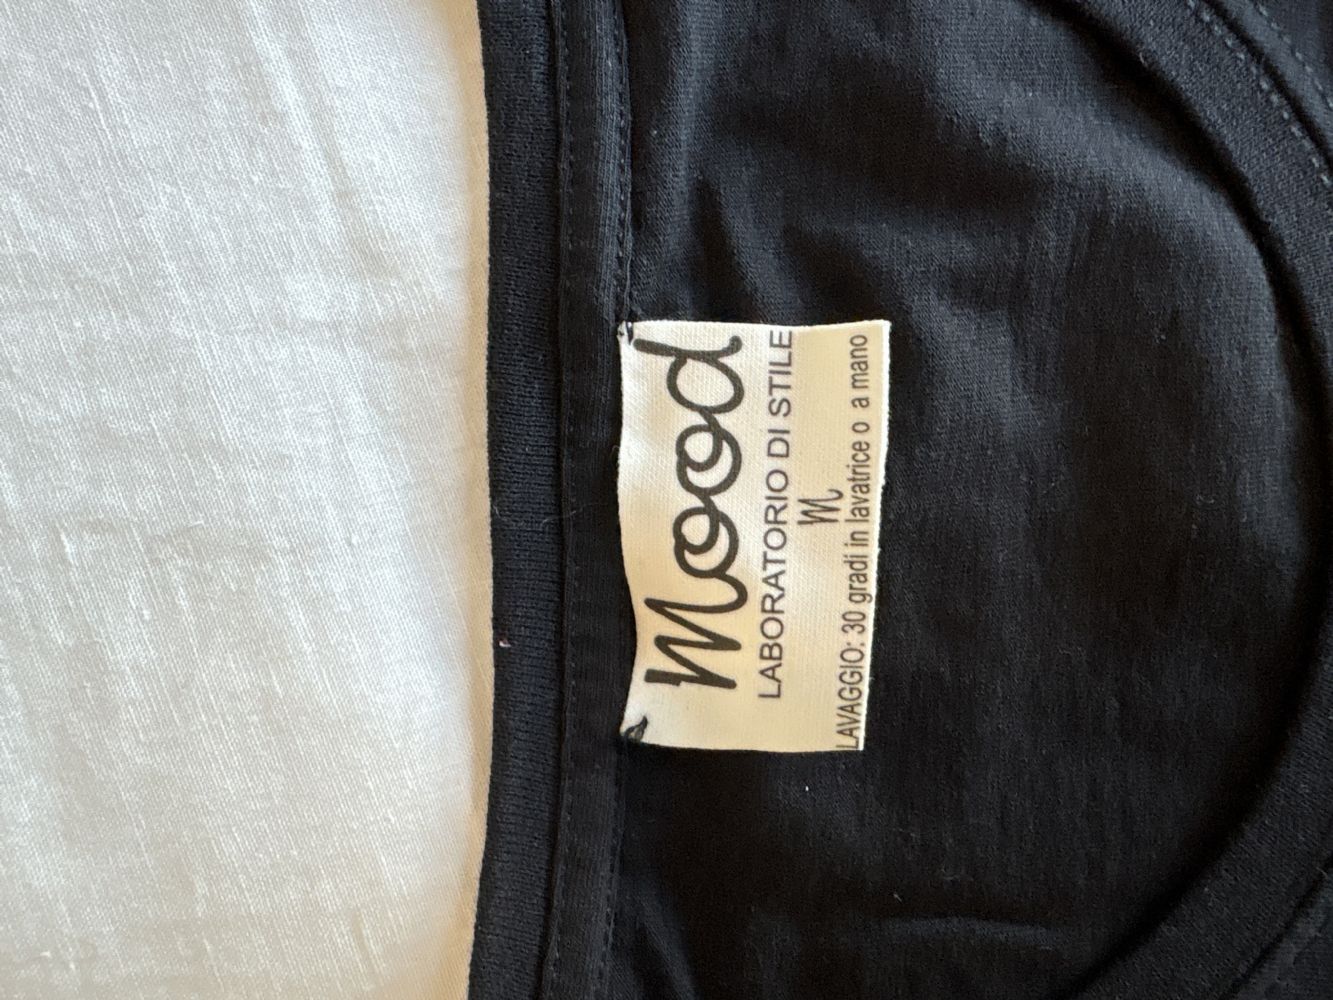 Mood
LABORATORIO DI STILE
M
LAVAGGIO: 30 gradi in lavatrice o a mano